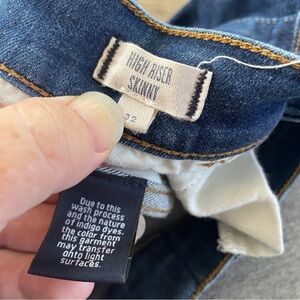 HIGH RISER
SKINNY
32
Due to this
wash process
and the nature
of indigo dyes,
the color from
this garment
may transfer
onto light
surfaces.